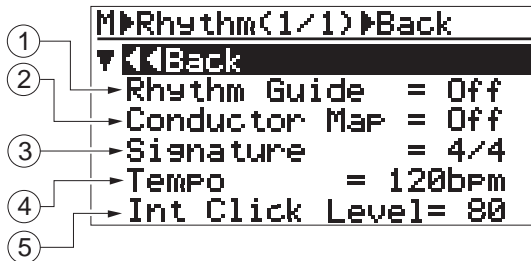 M▶Rhythm(1/1)▶Back
▼ ◀◀Back
① Rhythm Guide = Off
② Conductor Map = Off
③ Signature = 4/4
④ Tempo = 120bpm
⑤ Int Click Level= 80